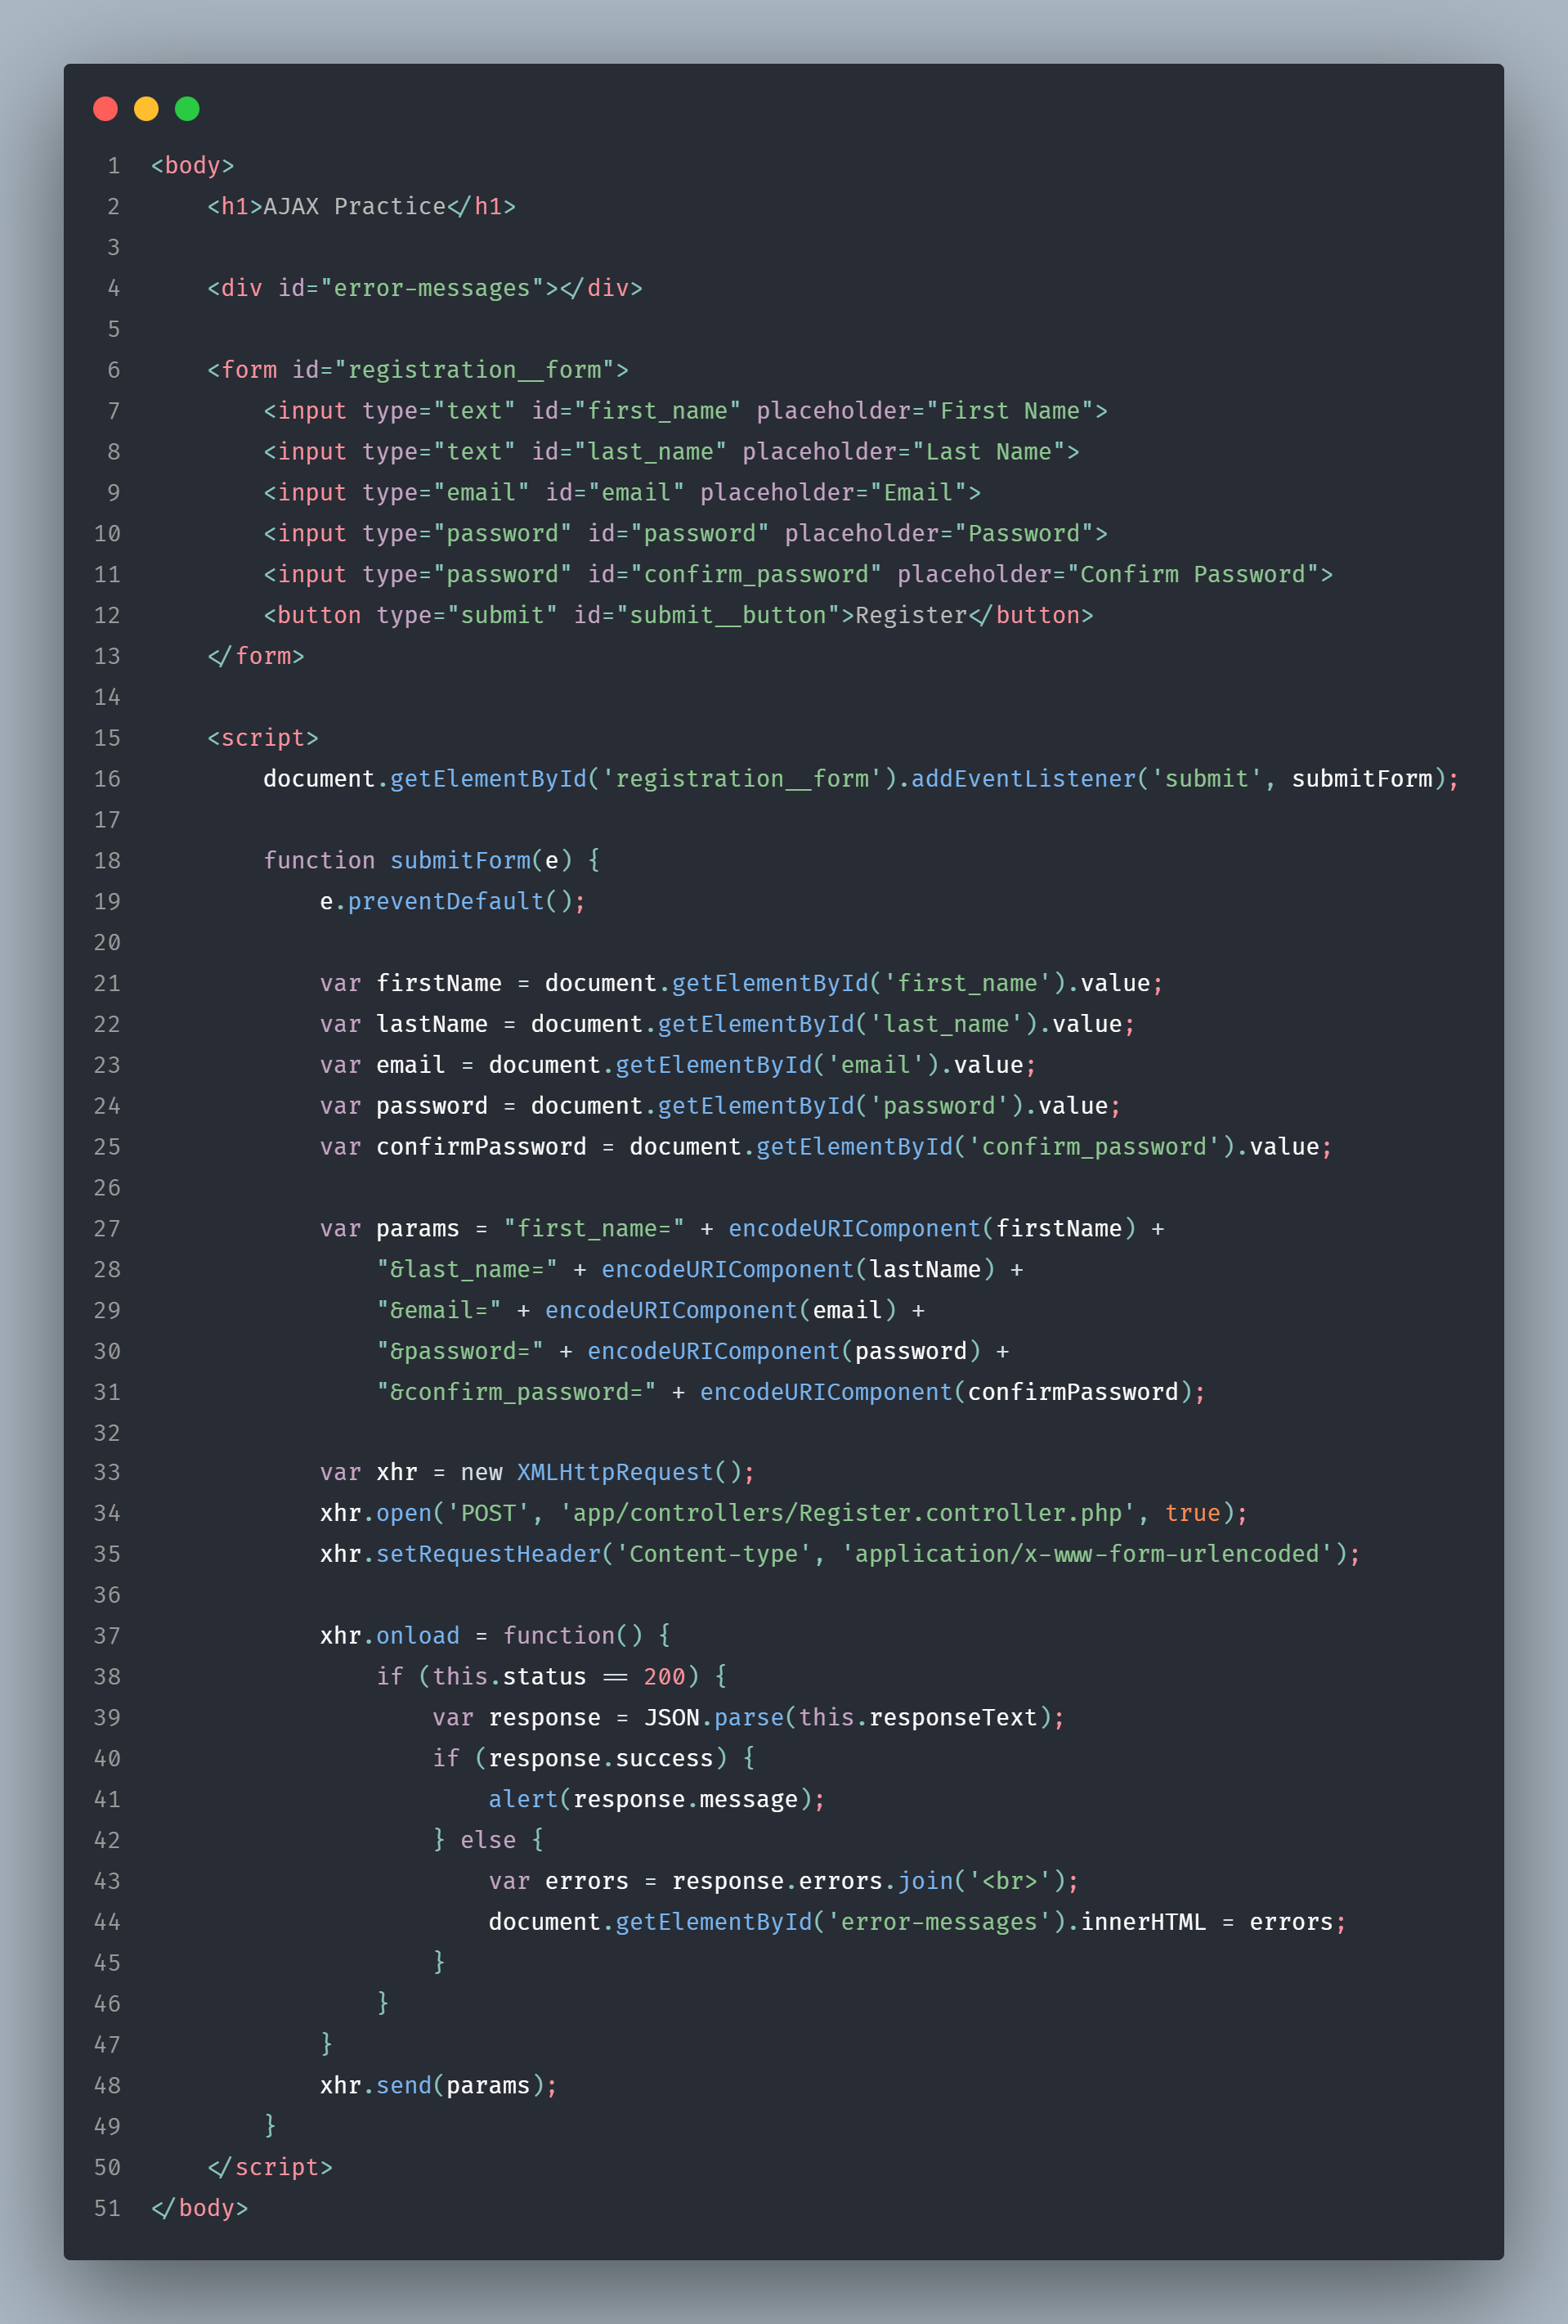 1 <body>
2     <h1>AJAX Practice</h1>
3
4     <div id="error-messages"></div>
5
6     <form id="registration__form">
7         <input type="text" id="first_name" placeholder="First Name">
8         <input type="text" id="last_name" placeholder="Last Name">
9         <input type="email" id="email" placeholder="Email">
10         <input type="password" id="password" placeholder="Password">
11         <input type="password" id="confirm_password" placeholder="Confirm Password">
12         <button type="submit" id="submit__button">Register</button>
13     </form>
14
15     <script>
16         document.getElementById('registration__form').addEventListener('submit', submitForm);
17
18         function submitForm(e) {
19             e.preventDefault();
20
21             var firstName = document.getElementById('first_name').value;
22             var lastName = document.getElementById('last_name').value;
23             var email = document.getElementById('email').value;
24             var password = document.getElementById('password').value;
25             var confirmPassword = document.getElementById('confirm_password').value;
26
27             var params = "first_name=" + encodeURIComponent(firstName) +
28                 "&last_name=" + encodeURIComponent(lastName) +
29                 "&email=" + encodeURIComponent(email) +
30                 "&password=" + encodeURIComponent(password) +
31                 "&confirm_password=" + encodeURIComponent(confirmPassword);
32
33             var xhr = new XMLHttpRequest();
34             xhr.open('POST', 'app/controllers/Register.controller.php', true);
35             xhr.setRequestHeader('Content-type', 'application/x-www-form-urlencoded');
36
37             xhr.onload = function() {
38                 if (this.status == 200) {
39                     var response = JSON.parse(this.responseText);
40                     if (response.success) {
41                         alert(response.message);
42                     } else {
43                         var errors = response.errors.join('<br>');
44                         document.getElementById('error-messages').innerHTML = errors;
45                     }
46                 }
47             }
48             xhr.send(params);
49         }
50     </script>
51 </body>